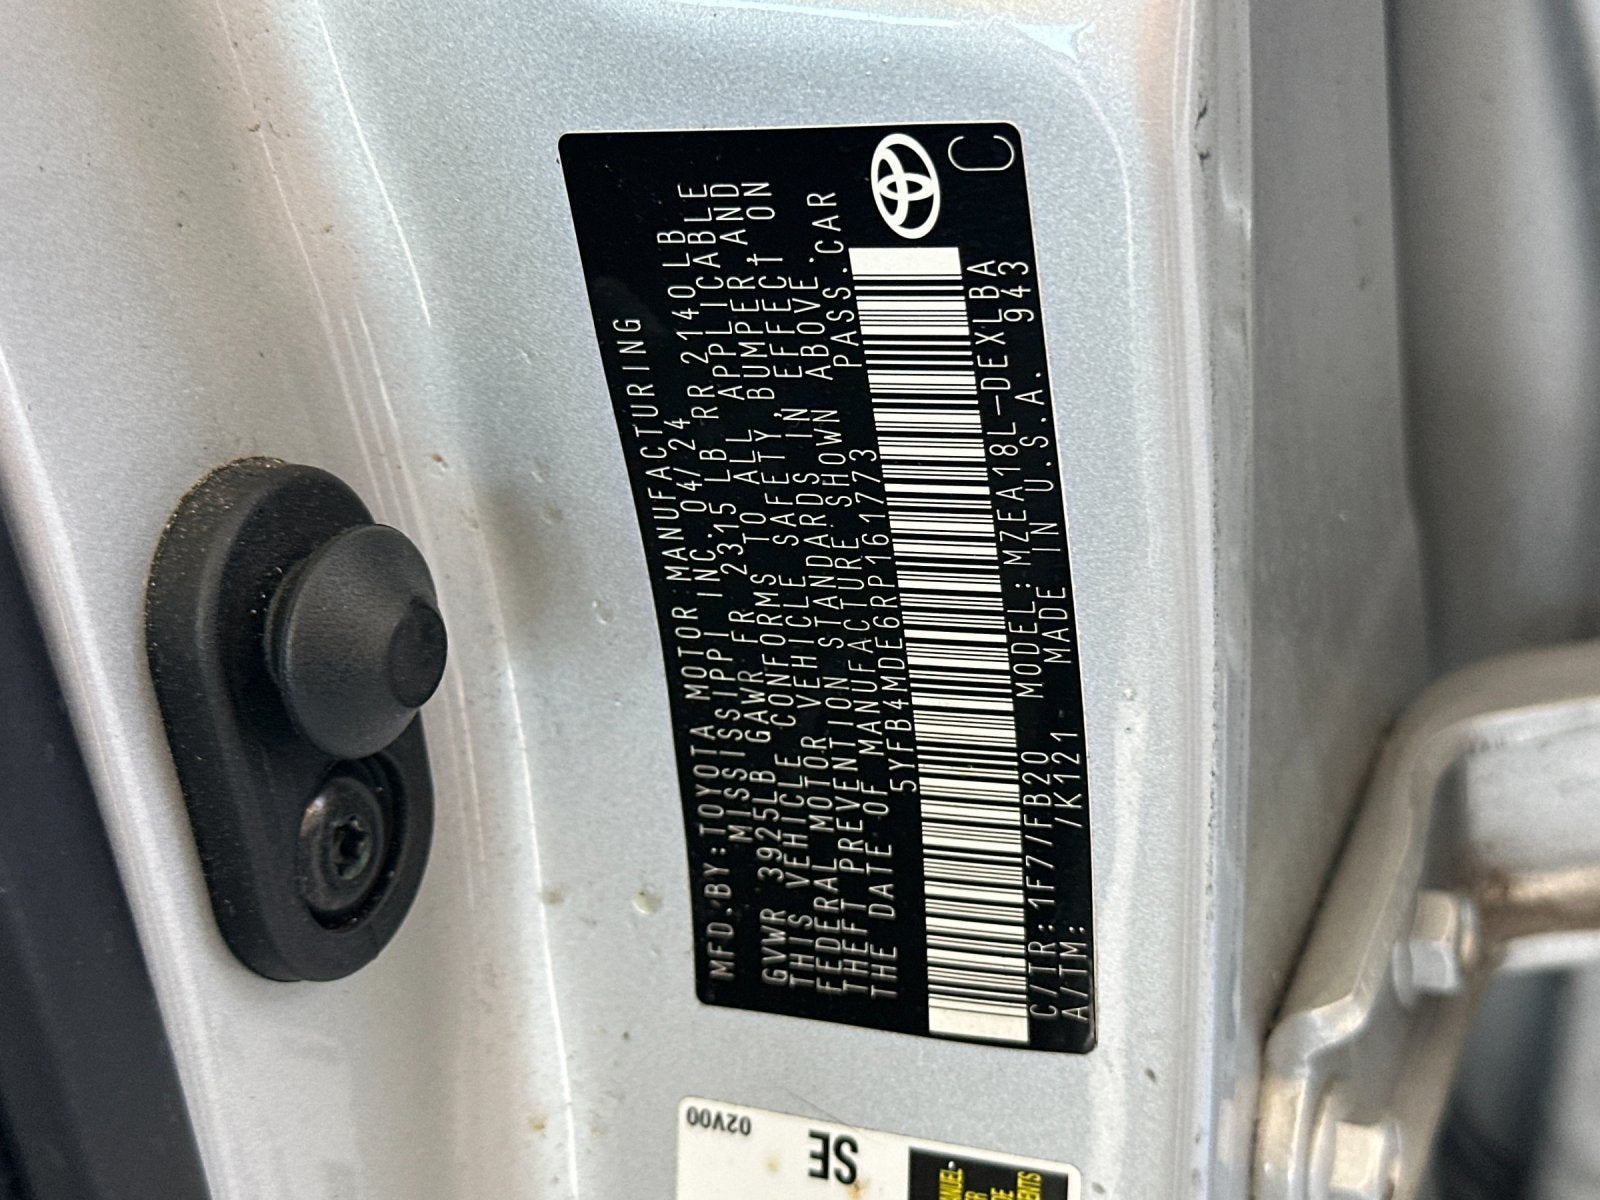 MFD.BY:TOYOTA MOTOR MANUFACTURING
MISSISSIPPI INC. 04/24
GVWR 3925LB GAWR FR 2315 LB RR 2140LB
THIS VEHICLE CONFORMS TO ALL APPLICABLE
FEDERAL MOTOR VEHICLE SAFETY, BUMPER, AND
THEFT PREVENTION STANDARDS IN EFFECT ON
THE DATE OF MANUFACTURE SHOWN ABOVE.
5YFB4MDE6RP161773 PASS.CAR
C/TR:1F7/FB20 MODEL:MZEA18L-DEXLBA
A/TM: /K121 MADE IN U.S.A. 943
C
02V00
SE